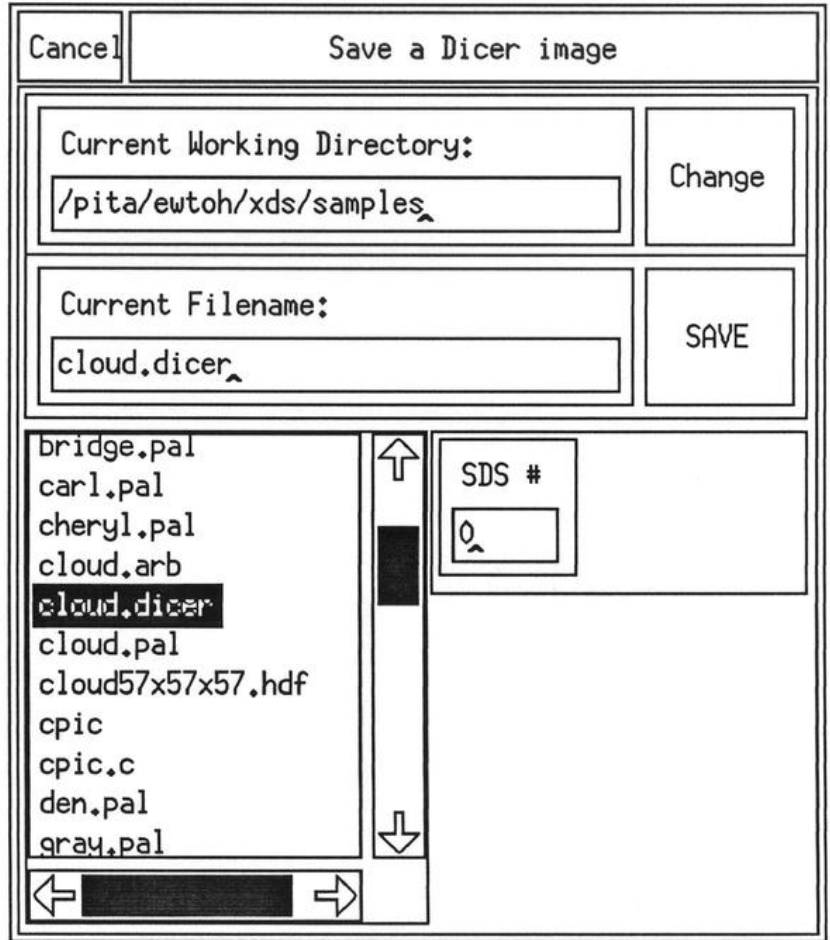 Cancel
Save a Dicer image
Current Working Directory:
/pita/ewtoh/xds/samples
Change
Current Filename:
cloud.dicer
SAVE
bridge.pal
carl.pal
cheryl.pal
cloud.arb
cloud.dicer
cloud.pal
cloud57x57x57.hdf
cpic
cpic.c
den.pal
gray.pal
SDS #
0